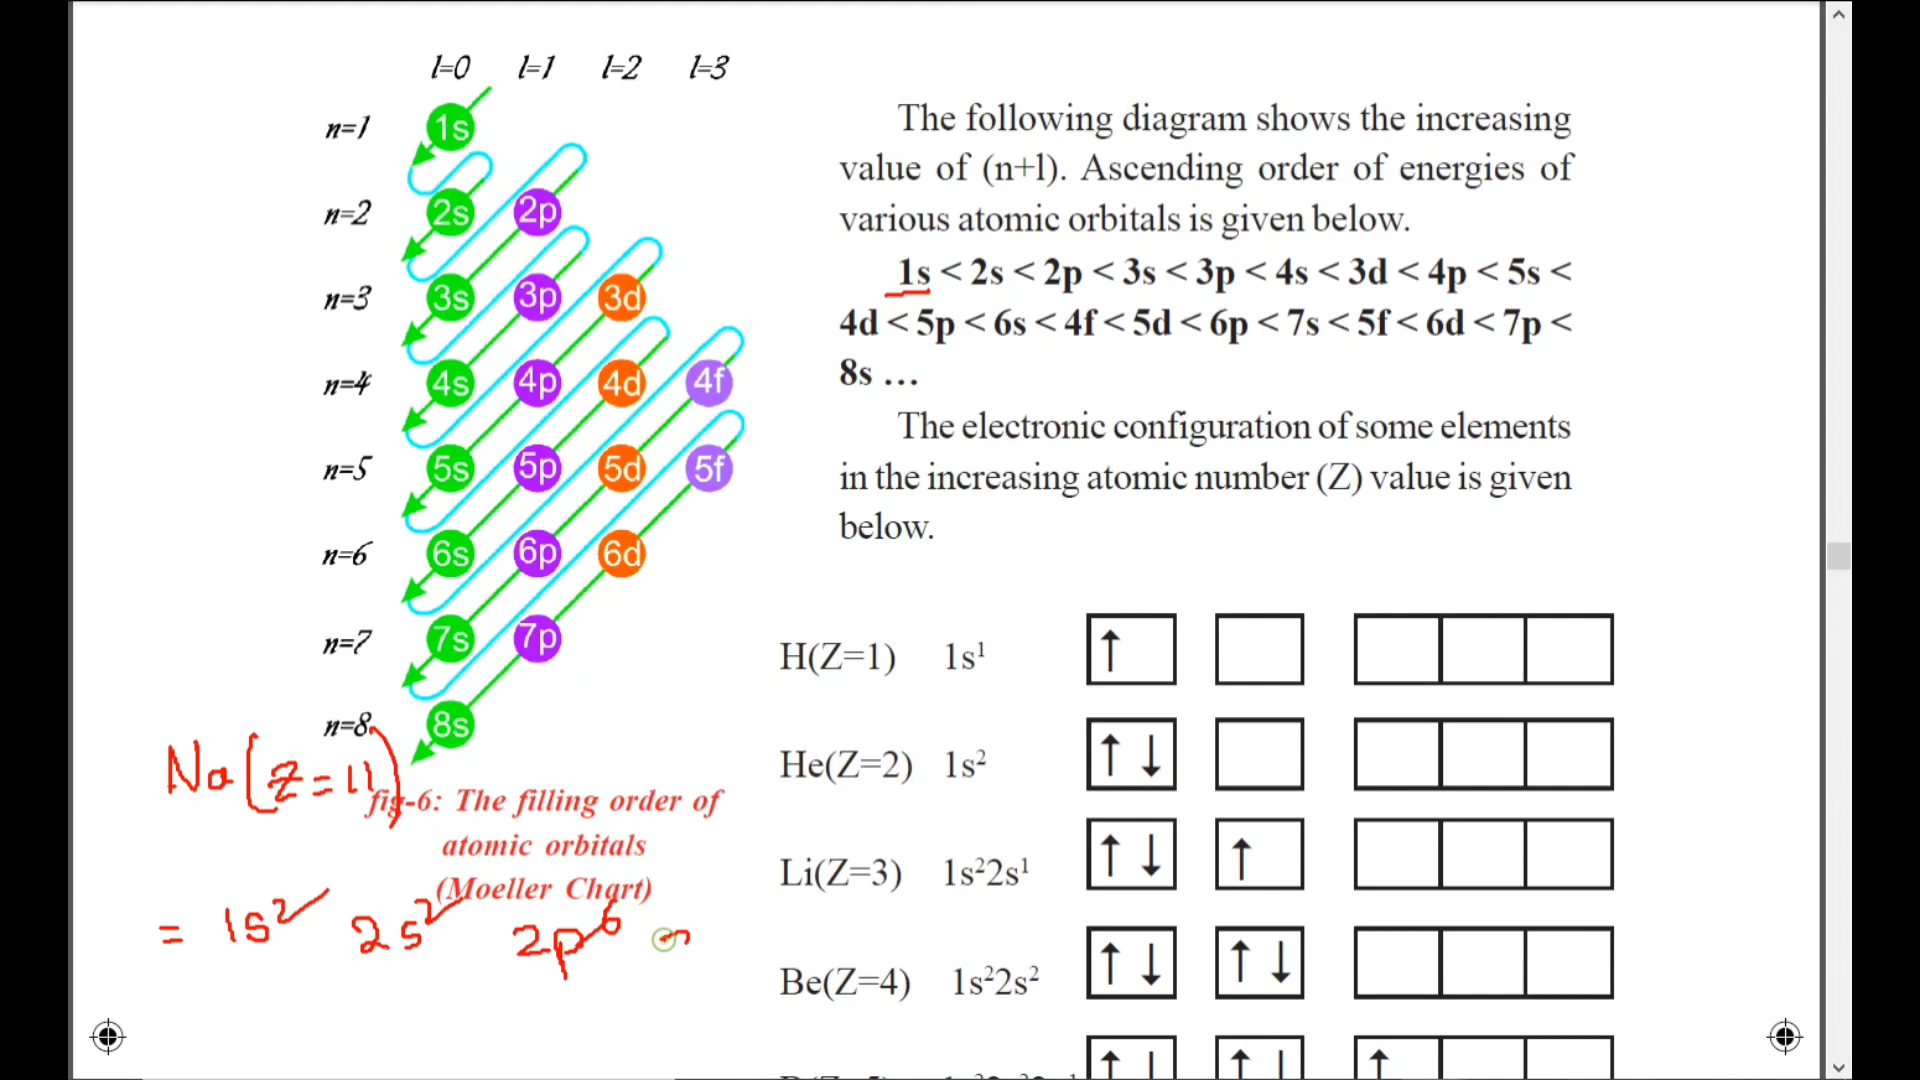 l=0 l=1 l=2 l=3
n=1 1s
n=2 2s 2p
n=3 3s 3p 3d
n=4 4s 4p 4d 4f
n=5 5s 5p 5d 5f
n=6 6s 6p 6d
n=7 7s 7p
n=8 8s
Na(Z=11)
fig-6: The filling order of
atomic orbitals
(Moeller Chart)
= 1s² 2s² 2p⁶
The following diagram shows the increasing
value of (n+l). Ascending order of energies of
various atomic orbitals is given below.
1s < 2s < 2p < 3s < 3p < 4s < 3d < 4p < 5s <
4d < 5p < 6s < 4f < 5d < 6p < 7s < 5f < 6d < 7p <
8s ...
The electronic configuration of some elements
in the increasing atomic number (Z) value is given
below.
H(Z=1) 1s¹ ↑
He(Z=2) 1s² ↑↓
Li(Z=3) 1s²2s¹ ↑↓ ↑
Be(Z=4) 1s²2s² ↑↓ ↑↓